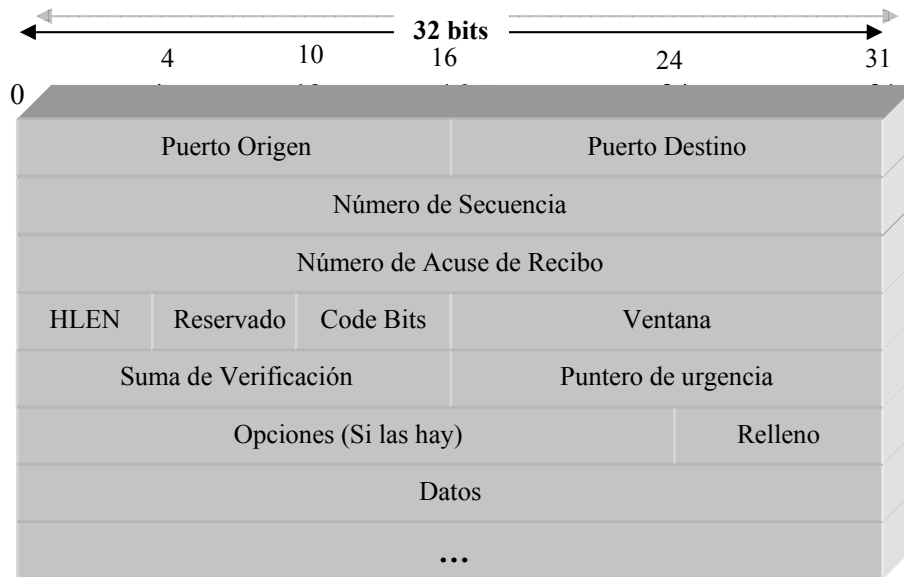 32 bits
0 4 10 16 24 31
Puerto Origen Puerto Destino
Número de Secuencia
Número de Acuse de Recibo
HLEN Reservado Code Bits Ventana
Suma de Verificación Puntero de urgencia
Opciones (Si las hay) Relleno
Datos
...